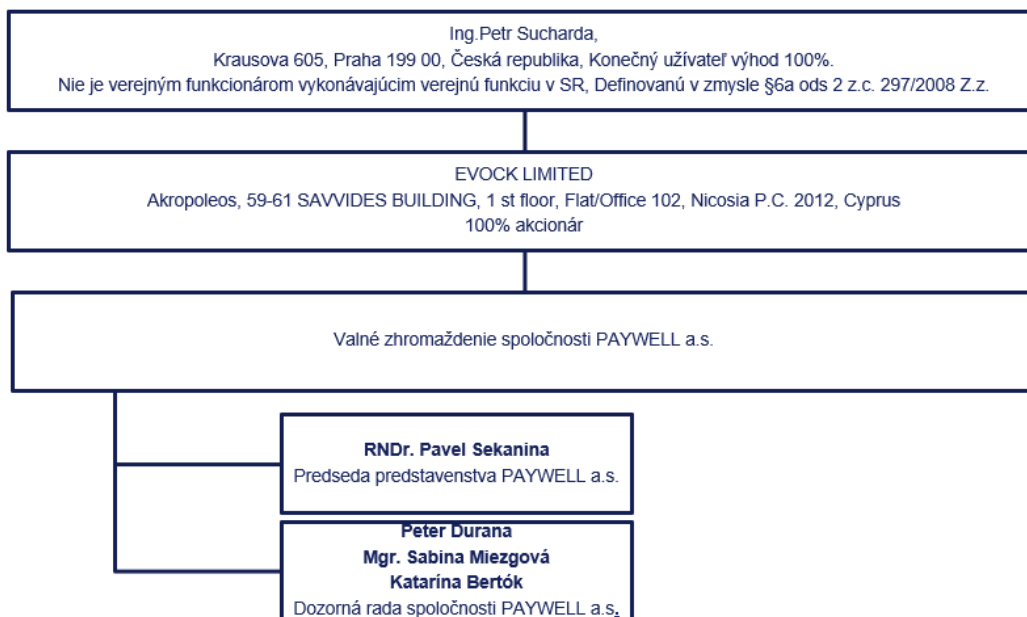 Ing.Petr Sucharda,
Krausova 605, Praha 199 00, Česká republika, Konečný užívateľ výhod 100%.
Nie je verejným funkcionárom vykonávajúcim verejnú funkciu v SR, Definovanú v zmysle §6a ods 2 z.c. 297/2008 Z.z.
EVOCK LIMITED
Akropoleos, 59-61 SAVVIDES BUILDING, 1 st floor, Flat/Office 102, Nicosia P.C. 2012, Cyprus
100% akcionár
Valné zhromaždenie spoločnosti PAYWELL a.s.
RNDr. Pavel Sekanina
Predseda predstavenstva PAYWELL a.s.
Peter Durana
Mgr. Sabina Miezgová
Katarína Bertók
Dozorná rada spoločnosti PAYWELL a.s.